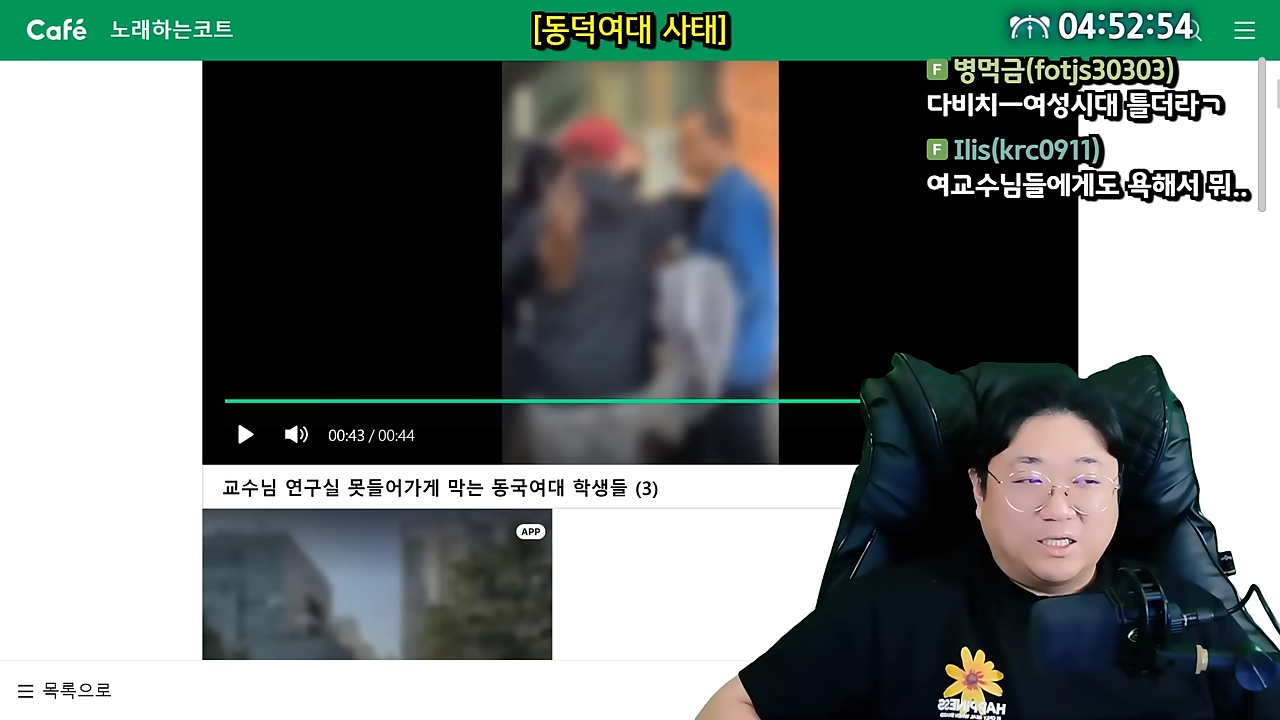 Café 노래하는코트
[동덕여대 사태]
04:52:54
F 병먹금(fotjs30303)
다비치ㅡ여성시대 틀더라ㄱ
F Ilis(krc0911)
여교수님들에게도 욕해서 뭐..
00:43 / 00:44
교수님 연구실 못들어가게 막는 동국여대 학생들 (3)
APP
HAPPINESS
목록으로